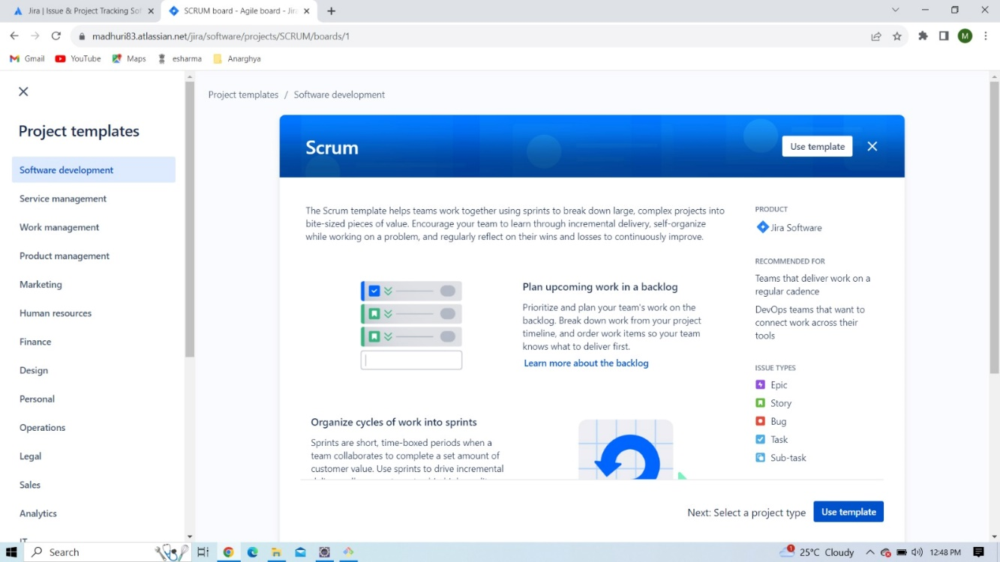 Jira | Issue & Project Tracking Sof
SCRUM board - Agile board - Jira
madhuri83.atlassian.net/jira/software/projects/SCRUM/boards/1
M
Gmail
YouTube
Maps
esharma
Anarghya
Project templates
Software development
Service management
Work management
Product management
Marketing
Human resources
Finance
Design
Personal
Operations
Legal
Sales
Analytics
IT
Project templates / Software development
Scrum
Use template
The Scrum template helps teams work together using sprints to break down large, complex projects into
bite-sized pieces of value. Encourage your team to learn through incremental delivery, self-organize
while working on a problem, and regularly reflect on their wins and losses to continuously improve.
Plan upcoming work in a backlog
Prioritize and plan your team's work on the
backlog. Break down work from your project
timeline, and order work items so your team
knows what to deliver first.
Learn more about the backlog
Organize cycles of work into sprints
Sprints are short, time-boxed periods when a
team collaborates to complete a set amount of
customer value. Use sprints to drive incremental
PRODUCT
Jira Software
RECOMMENDED FOR
Teams that deliver work on a
regular cadence
DevOps teams that want to
connect work across their
tools
ISSUE TYPES
Epic
Story
Bug
Task
Sub-task
Next: Select a project type
Use template
Search
1
25°C Cloudy
12:48 PM